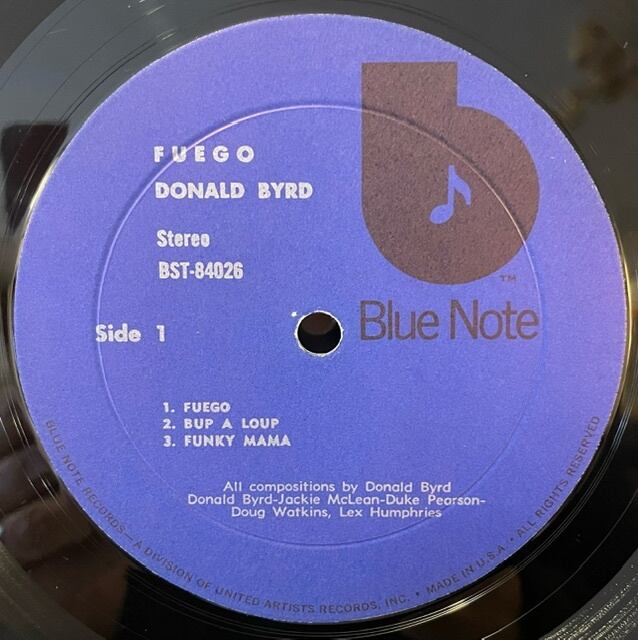 FUEGO
DONALD BYRD
Stereo
BST-84026
Side 1
TM
Blue Note
1. FUEGO
2. BUP A LOUP
3. FUNKY MAMA
All compositions by Donald Byrd
Donald Byrd-Jackie McLean-Duke Pearson-
Doug Watkins, Lex Humphries
BLUE NOTE RECORDS—A DIVISION OF UNITED ARTISTS RECORDS, INC. • MADE IN U.S.A. • ALL RIGHTS RESERVED